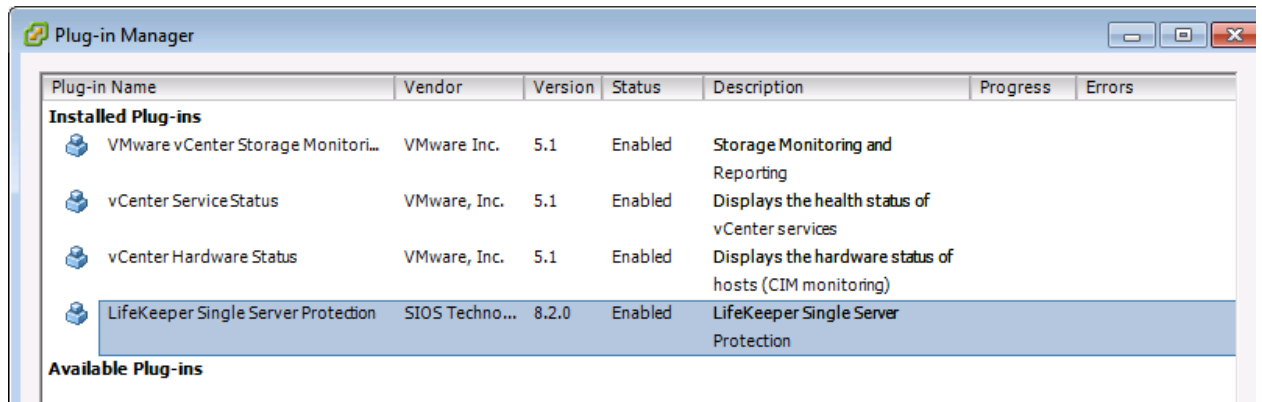 Plug-in Manager
Plug-in Name Vendor Version Status Description Progress Errors
Installed Plug-ins
VMware vCenter Storage Monitori... VMware Inc. 5.1 Enabled Storage Monitoring and
Reporting
vCenter Service Status VMware, Inc. 5.1 Enabled Displays the health status of
vCenter services
vCenter Hardware Status VMware, Inc. 5.1 Enabled Displays the hardware status of
hosts (CIM monitoring)
LifeKeeper Single Server Protection SIOS Techno... 8.2.0 Enabled LifeKeeper Single Server
Protection
Available Plug-ins